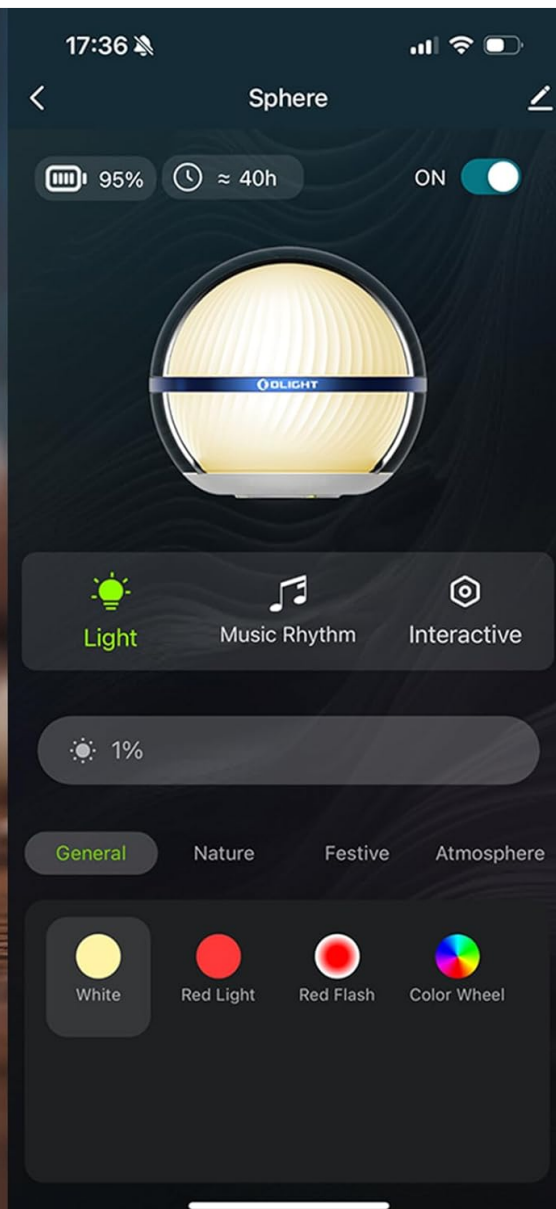 17:36
Sphere
95% ≈ 40h ON
OLIGHT
Light Music Rhythm Interactive
1%
General Nature Festive Atmosphere
White Red Light Red Flash Color Wheel